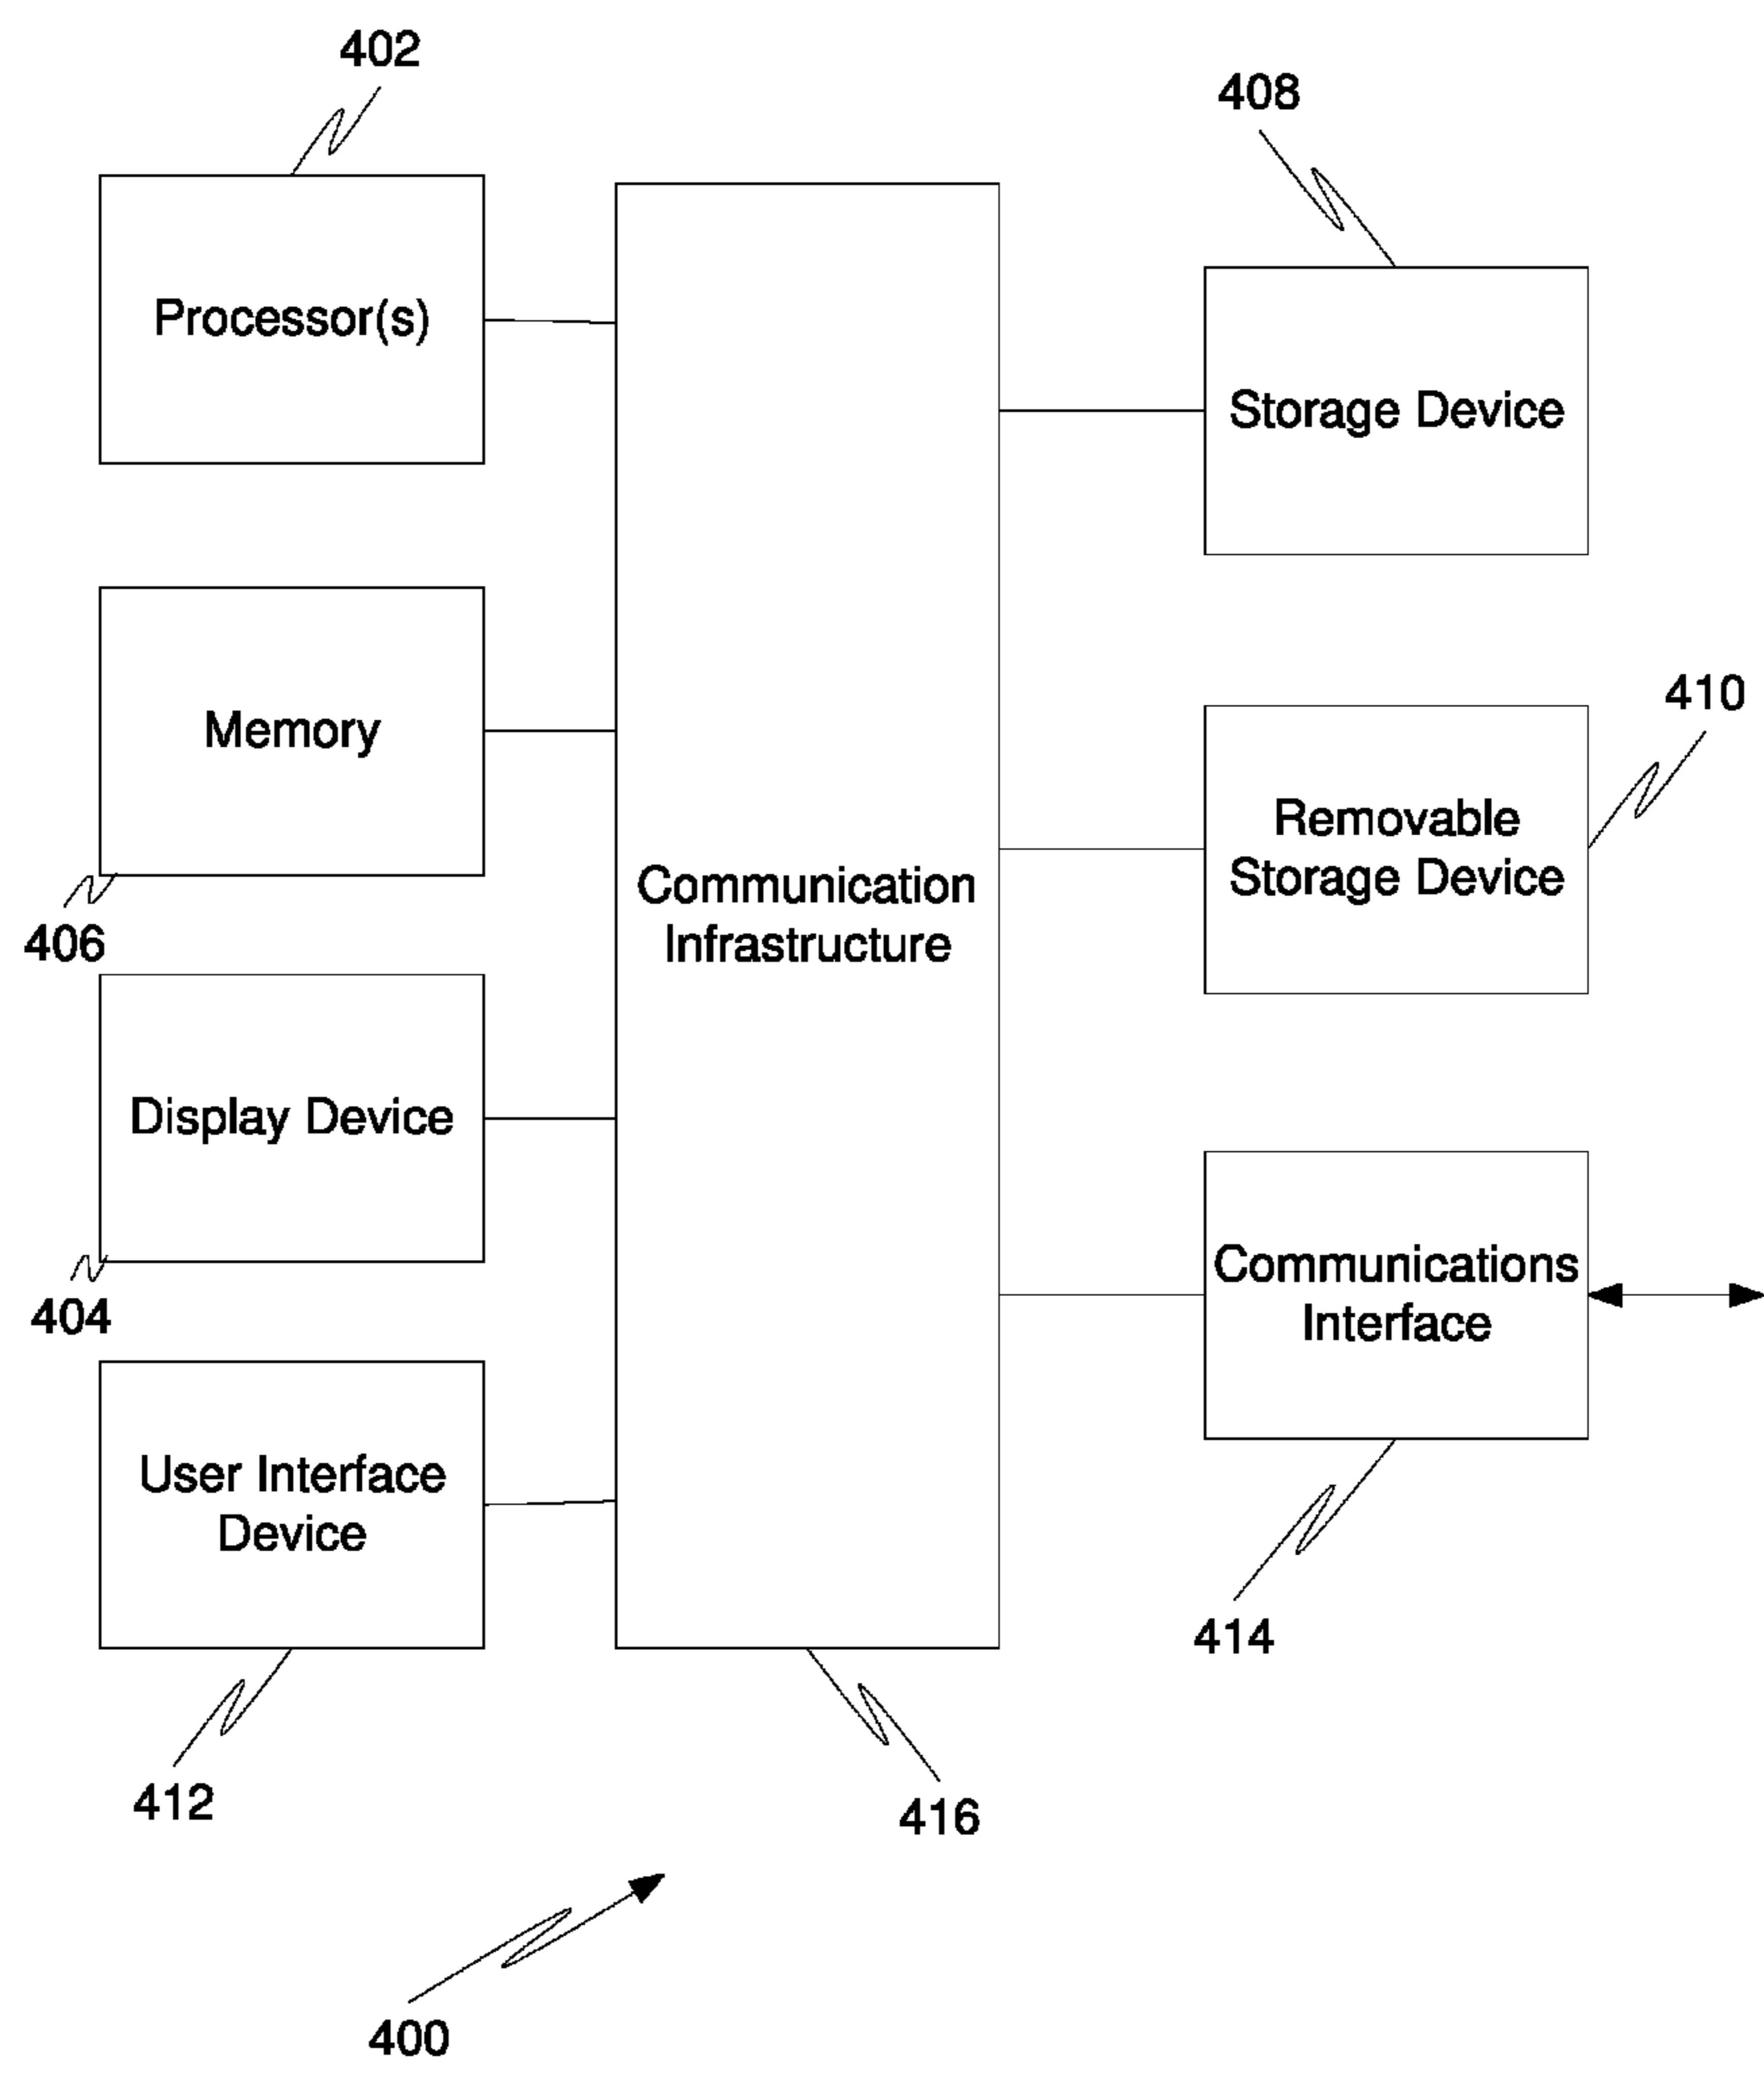 402
408
Processor(s)
Storage Device
410
Memory
Removable
Storage Device
Communication
Infrastructure
406
Display Device
Communications
Interface
404
User Interface
Device
414
412
416
400